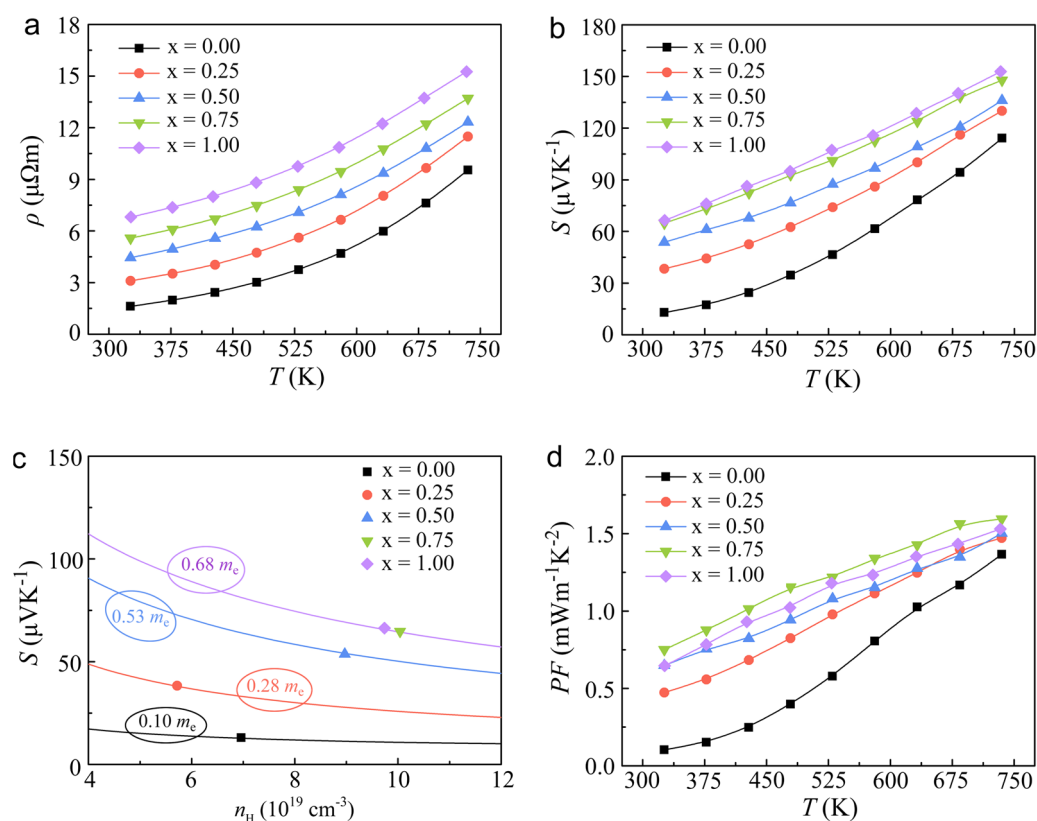 a
18
15
12
9
6
3
0
ρ (μΩm)
x = 0.00
x = 0.25
x = 0.50
x = 0.75
x = 1.00
300 375 450 525 600 675 750
T (K)
b
180
150
120
90
60
30
0
S (μVK⁻¹)
x = 0.00
x = 0.25
x = 0.50
x = 0.75
x = 1.00
300 375 450 525 600 675 750
T (K)
c
150
100
50
0
S (μVK⁻¹)
x = 0.00
x = 0.25
x = 0.50
x = 0.75
x = 1.00
0.68 mₑ
0.53 mₑ
0.28 mₑ
0.10 mₑ
4 6 8 10 12
n_H (10¹⁹ cm⁻³)
d
2.0
1.5
1.0
0.5
0.0
PF (mWm⁻¹K⁻²)
x = 0.00
x = 0.25
x = 0.50
x = 0.75
x = 1.00
300 375 450 525 600 675 750
T (K)